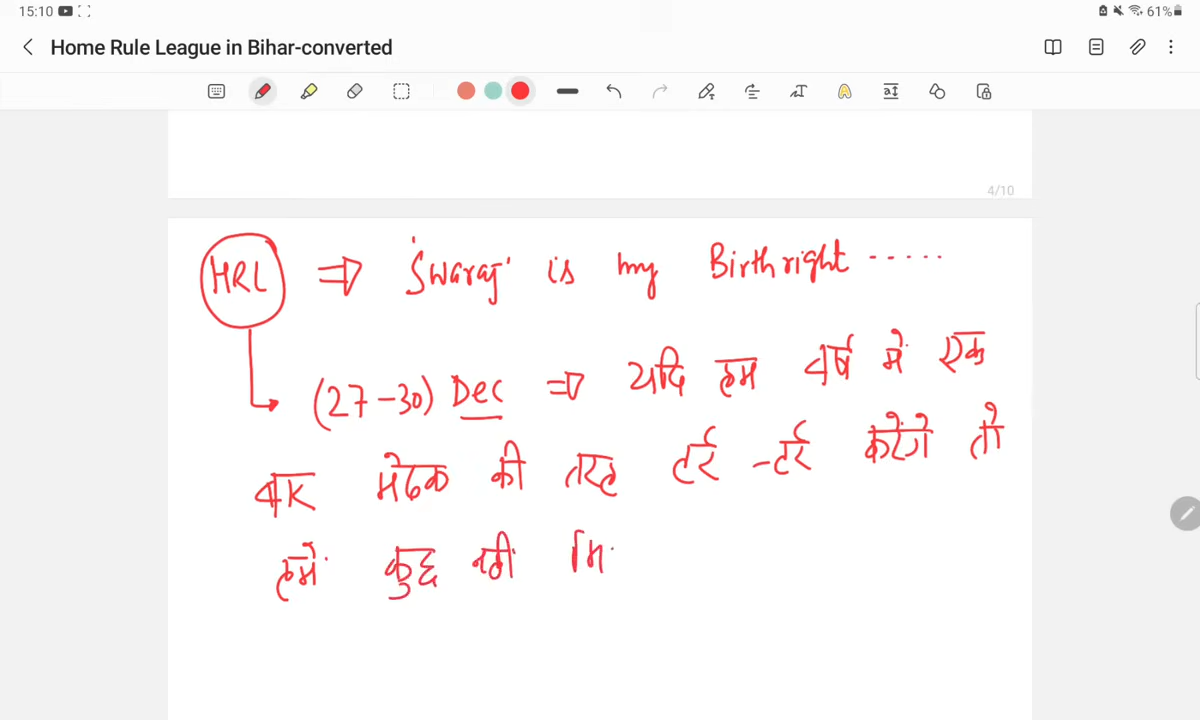 15:10 61%
Home Rule League in Bihar-converted
4/10
HRL ⇒ 'Swaraj' is my Birthright -----
(27-30) Dec ⇒ यदि हम वर्ष में एक
बार मेंढक की तरह टर्र -टर्र करेंगे तो
हमें कुछ नहीं मि